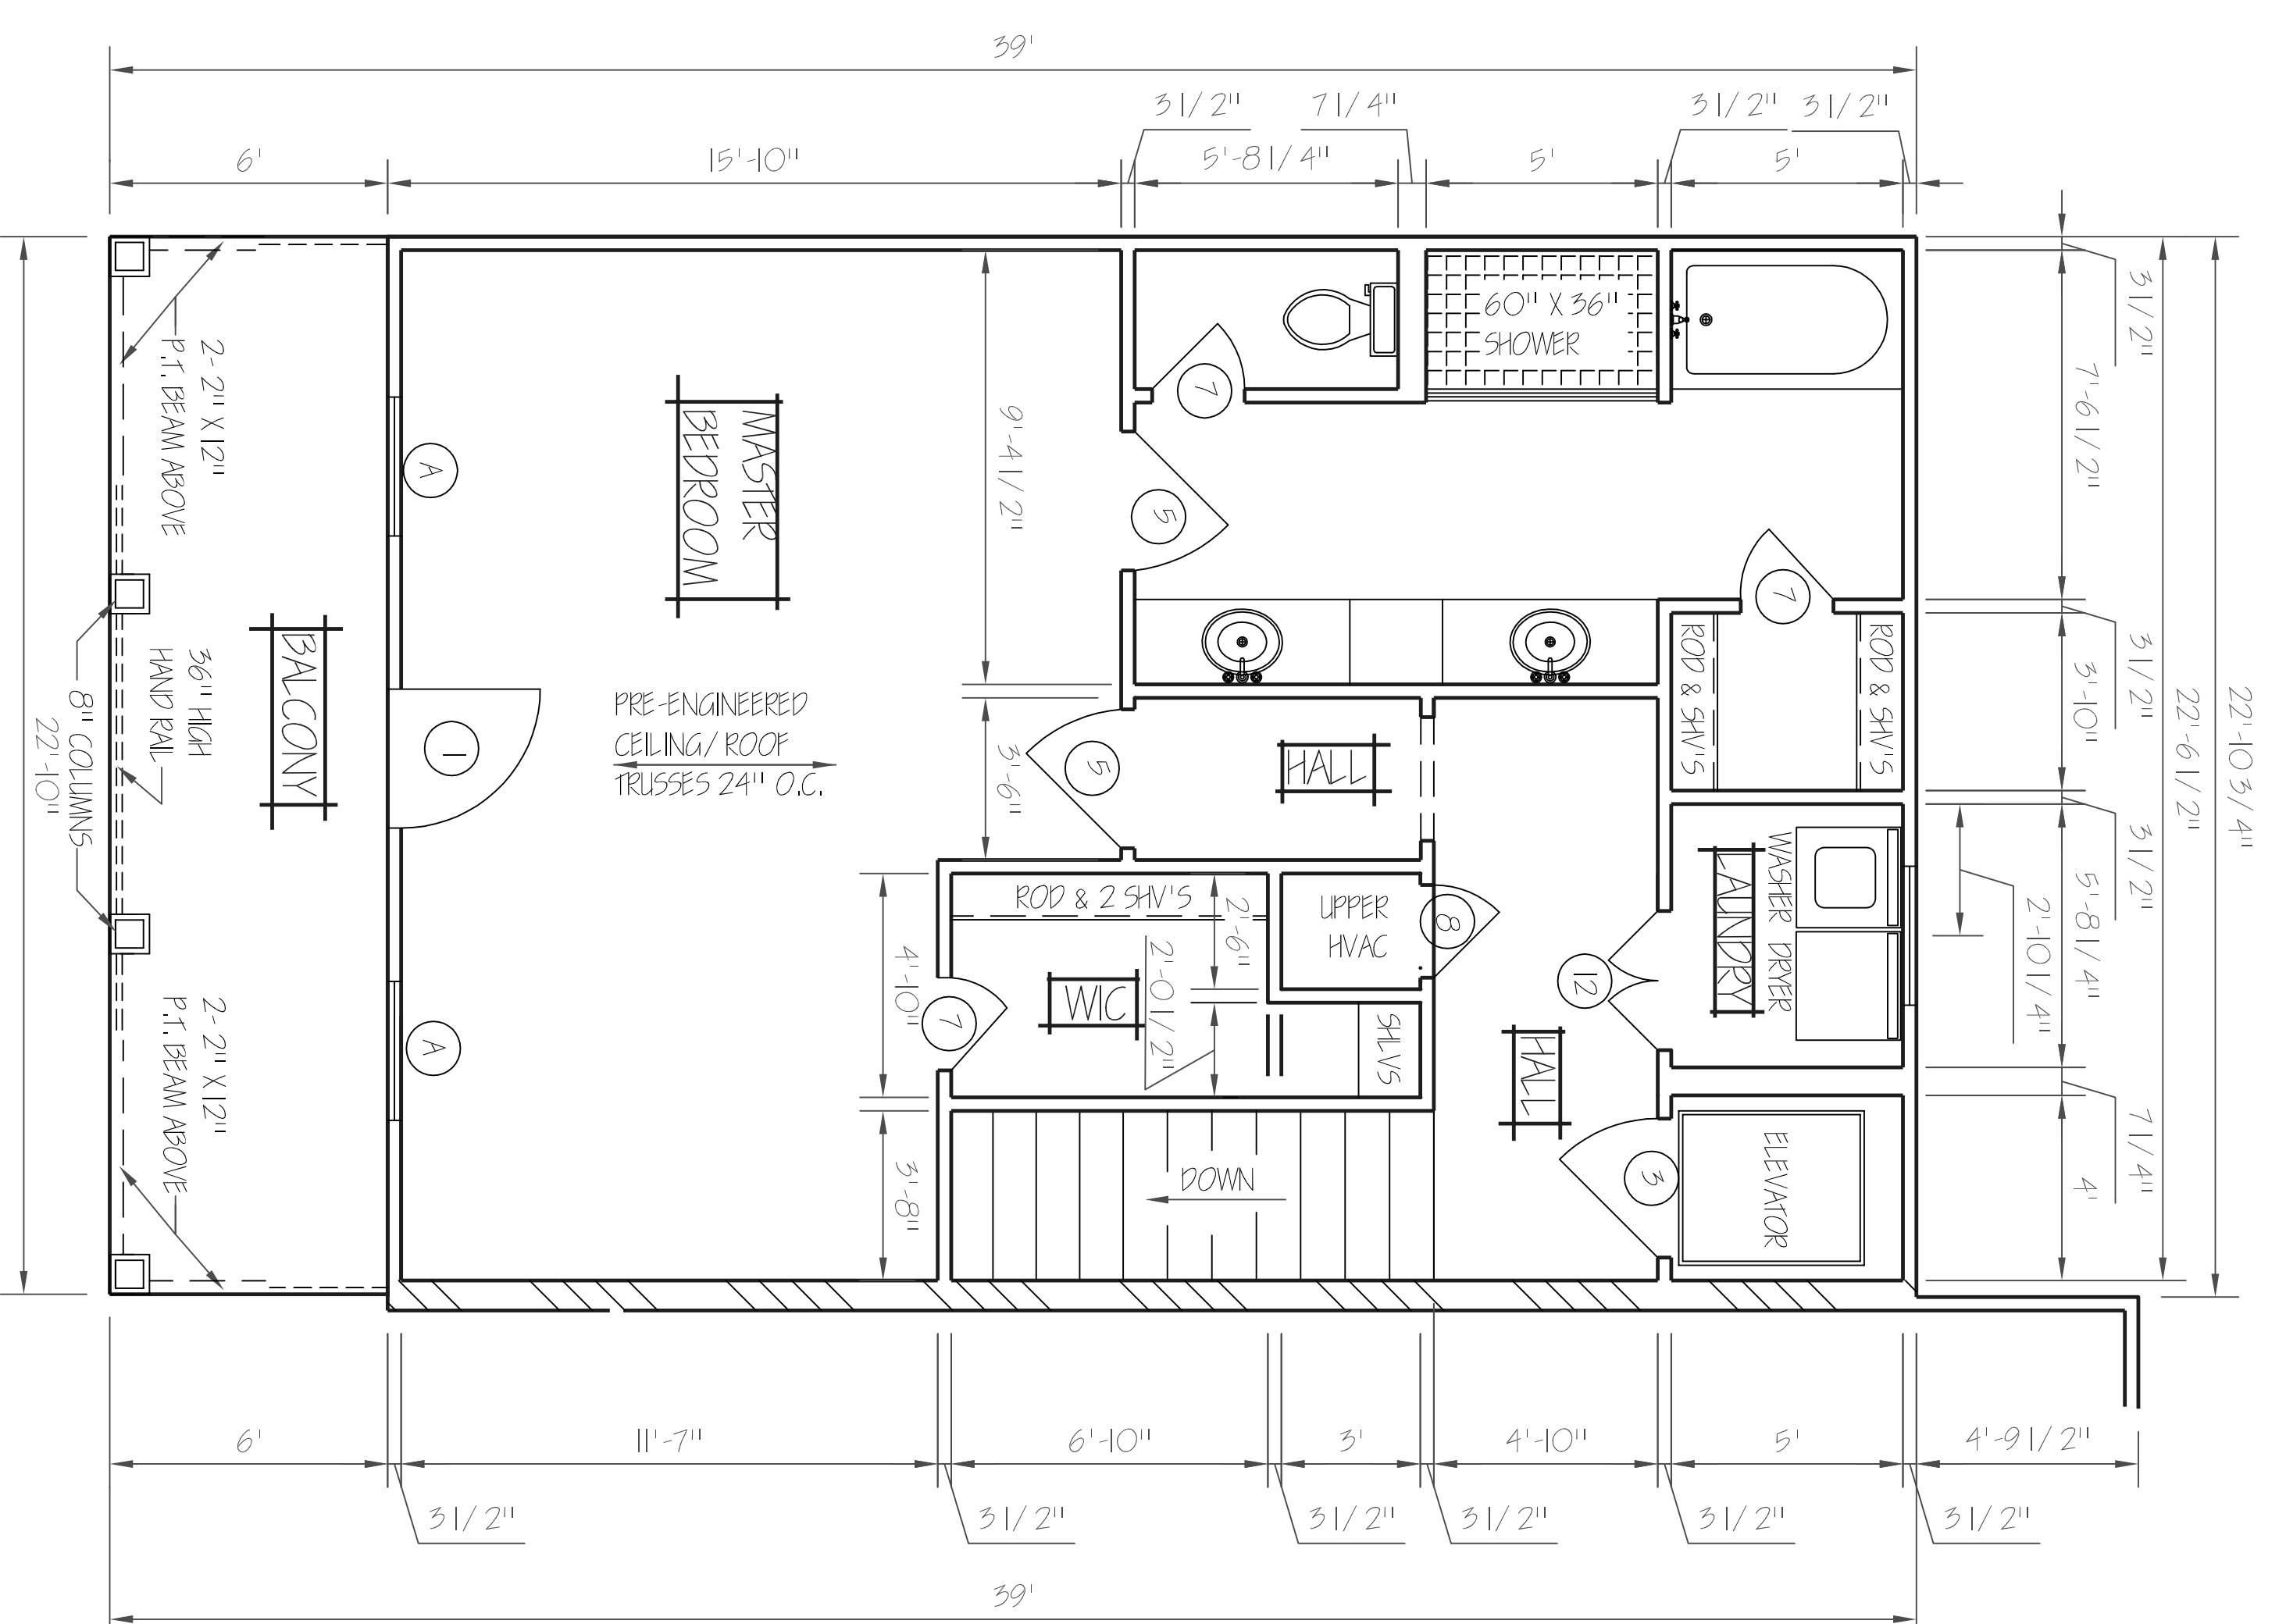 39'
3 1/2"
7 1/4"
3 1/2"
3 1/2"
6'
15'-10"
5'-8 1/4"
5'
5'
2- 2" X 12"
P.T. BEAM ABOVE
A
MASTER
BEDROOM
9'-4 1/2"
7
5
60" X 36"
SHOWER
7
3 1/2"
7'-6 1/2"
3 1/2"
3'-10"
22'-6 1/2"
22'-10 3/4"
36" HIGH
HAND RAIL
8" COLUMNS
22'-10"
BALCONY
1
PRE-ENGINEERED
CEILING/ ROOF
TRUSSES 24" O.C.
3'-6"
5
HALL
ROD & SHV'S
ROD & SHV'S
ROD & 2 SHV'S
2'-6"
UPPER
HVAC
8
WASHER DRYER
LAUNDRY
12
3 1/2"
5'-8 1/4"
2'-10 1/4"
4'-10"
7
WIC
2'-0 1/2"
SHLVS
HALL
2- 2" X 12"
P.T. BEAM ABOVE
A
3'-8"
DOWN
3
ELEVATOR
7 1/4"
4'
6'
11'-7"
6'-10"
3'
4'-10"
5'
4'-9 1/2"
3 1/2"
3 1/2"
3 1/2"
3 1/2"
3 1/2"
3 1/2"
39'